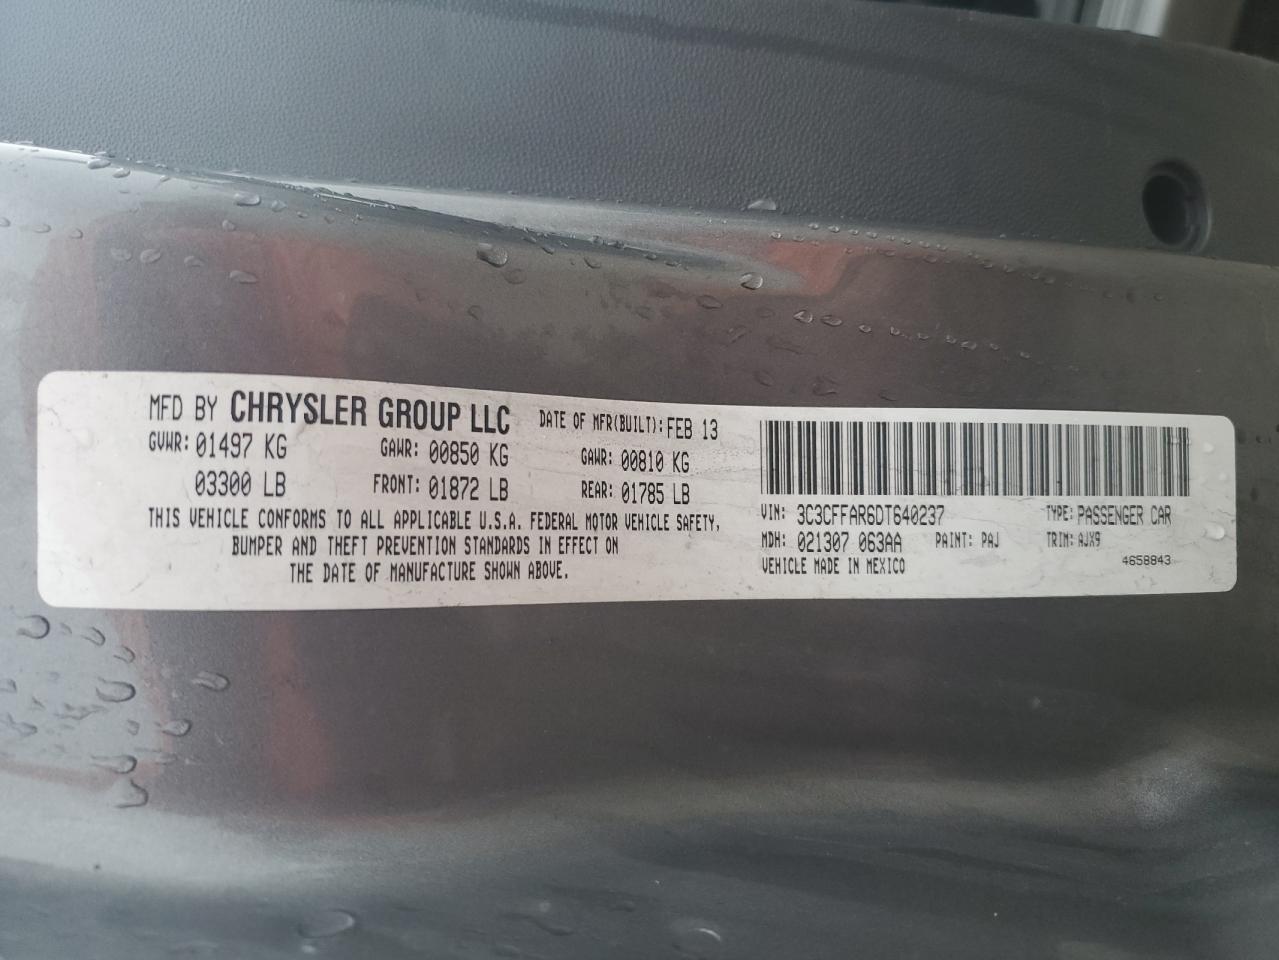 MFD BY CHRYSLER GROUP LLC DATE OF MFR(BUILT): FEB 13
GVWR: 01497 KG GAWR: 00850 KG GAWR: 00810 KG
03300 LB FRONT: 01872 LB REAR: 01785 LB
THIS VEHICLE CONFORMS TO ALL APPLICABLE U.S.A. FEDERAL MOTOR VEHICLE SAFETY,
BUMPER AND THEFT PREVENTION STANDARDS IN EFFECT ON
THE DATE OF MANUFACTURE SHOWN ABOVE.
VIN: 3C3CFFAR6DT640237 TYPE: PASSENGER CAR
MDH: 021307 063AA PAINT: PAJ TRIM: AJX9
VEHICLE MADE IN MEXICO 4658843